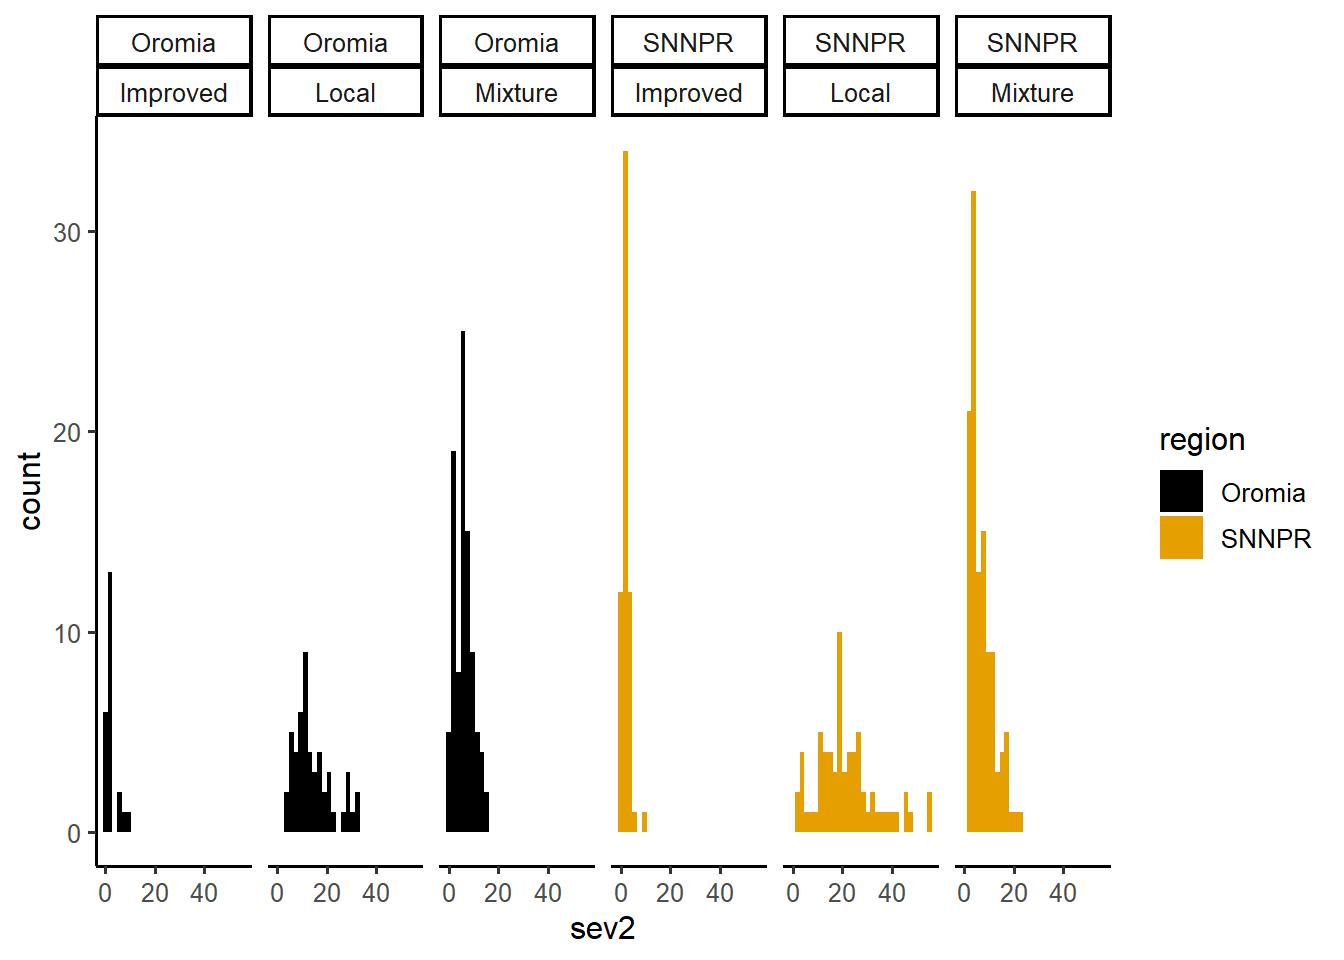 Oromia Oromia Oromia SNNPR SNNPR SNNPR
Improved Local Mixture Improved Local Mixture
30
20
10
0
count
0 20 40 0 20 40 0 20 40 0 20 40 0 20 40 0 20 40
sev2
region
Oromia
SNNPR